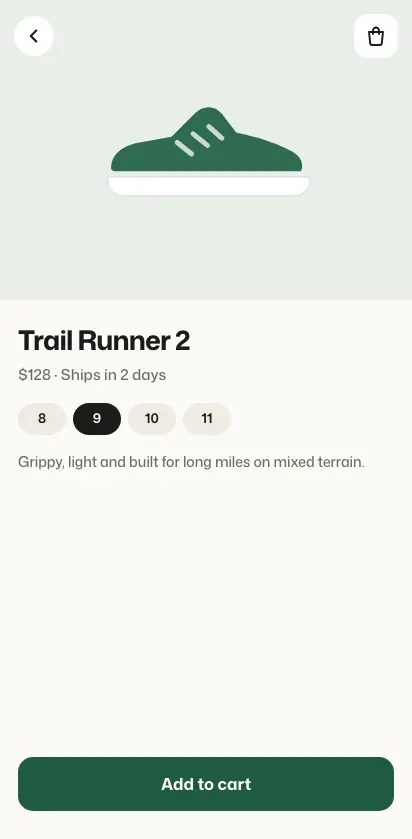 Trail Runner 2
$128 · Ships in 2 days
8 9 10 11
Grippy, light and built for long miles on mixed terrain.
Add to cart